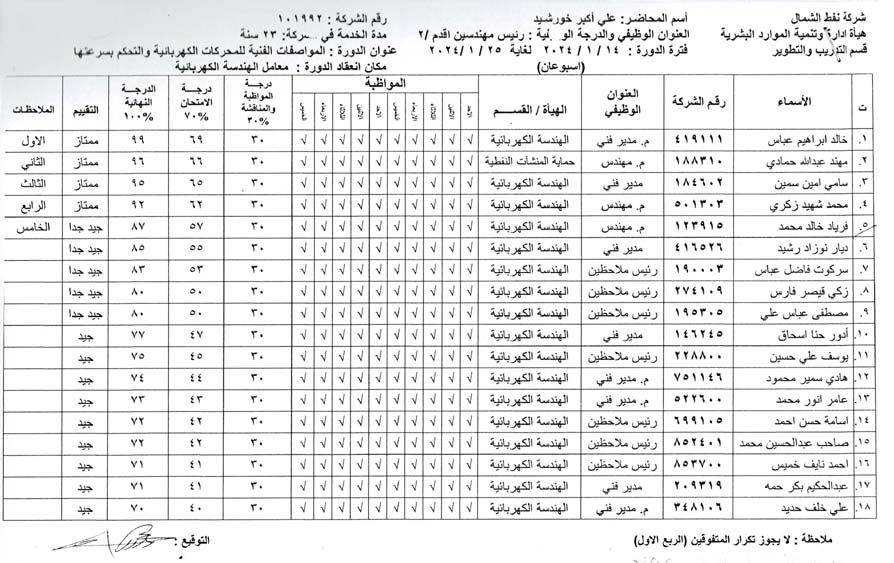 شركة نفط الشمال
هيأة ادارة وتنمية الموارد البشرية
قسم التدريب والتطوير
أسم المحاضر: علي أكبر خورشيد
العنوان الوظيفي والدرجة : رئيس مهندسين اقدم /٢
فترة الدورة : ٢٠٢٤/١/١٤ لغاية ٢٠٢٤/١/٢٥
(اسبوعان)
رقم الشركة : ١٠١٩٩٢
مدة الخدمة في : ٢٣ سنة
عنوان الدورة : المواصفات الفنية للمحركات الكهربائية والتحكم بسرعتها
مكان انعقاد الدورة : معامل الهندسة الكهربائية
ت الأسماء رقم الشركة العنوان الوظيفي الهيأة / القسم المواظبة درجة المواظبة والمناقشة ٣٠% درجة الامتحان ٧٠% الدرجة النهائية ١٠٠% التقييم الملاحظات
الاحد الاثنين الثلاثاء الاربعاء الخميس الاحد الاثنين الثلاثاء الاربعاء الخميس
١. خالد ابراهيم عباس ٤١٩١١١ م. مدير فني الهندسة الكهربائية √ √ √ √ √ √ √ √ √ √ ٣٠ ٦٩ ٩٩ ممتاز الاول
٢. مهند عبدالله حمادي ١٨٨٣١٠ م. مهندس حماية المنشآت النفطية √ √ √ √ √ √ √ √ √ √ ٣٠ ٦٦ ٩٦ ممتاز الثاني
٣. سامي امين سمين ١٨٤٦٠٢ مدير فني الهندسة الكهربائية √ √ √ √ √ √ √ √ √ √ ٣٠ ٦٥ ٩٥ ممتاز الثالث
٤. محمد شهيد زكري ٥٠١٣٠٣ م. مهندس الهندسة الكهربائية √ √ √ √ √ √ √ √ √ √ ٣٠ ٦٢ ٩٢ ممتاز الرابع
٥. فرياد خالد محمد ١٢٣٩١٥ م. مهندس الهندسة الكهربائية √ √ √ √ √ √ √ √ √ √ ٣٠ ٥٧ ٨٧ جيد جدا الخامس
٦. ديار نوزاد رشيد ٤١٦٥٢٦ مدير فني الهندسة الكهربائية √ √ √ √ √ √ √ √ √ √ ٣٠ ٥٥ ٨٥ جيد جدا
٧. سركوت فاضل عباس ١٩٠٠٠٣ رئيس ملاحظين الهندسة الكهربائية √ √ √ √ √ √ √ √ √ √ ٣٠ ٥٣ ٨٣ جيد جدا
٨. زكي قيصر فارس ٢٧٤١٠٩ رئيس ملاحظين الهندسة الكهربائية √ √ √ √ √ √ √ √ √ √ ٣٠ ٥٠ ٨٠ جيد جدا
٩. مصطفى عباس علي ١٩٥٣٠٥ رئيس ملاحظين الهندسة الكهربائية √ √ √ √ √ √ √ √ √ √ ٣٠ ٥٠ ٨٠ جيد جدا
١٠. أدور حنا اسحاق ١٤٦٢٤٥ مدير فني الهندسة الكهربائية √ √ √ √ √ √ √ √ √ √ ٣٠ ٤٧ ٧٧ جيد
١١. يوسف علي حسين ٢٢٨٨٠٠ رئيس ملاحظين الهندسة الكهربائية √ √ √ √ √ √ √ √ √ √ ٣٠ ٤٥ ٧٥ جيد
١٢. هادي سمير محمود ٧٥١١٤٦ م. مدير فني الهندسة الكهربائية √ √ √ √ √ √ √ √ √ √ ٣٠ ٤٤ ٧٤ جيد
١٣. عامر انور محمد ٥٢٢٦٠٠ م. مدير فني الهندسة الكهربائية √ √ √ √ √ √ √ √ √ √ ٣٠ ٤٣ ٧٣ جيد
١٤. اسامة حسن احمد ٦٩٩١٠٥ رئيس ملاحظين الهندسة الكهربائية √ √ √ √ √ √ √ √ √ √ ٣٠ ٤٢ ٧٢ جيد
١٥. صاحب عبدالحسين محمد ٨٥٢٤٠١ رئيس ملاحظين الهندسة الكهربائية √ √ √ √ √ √ √ √ √ √ ٣٠ ٤٢ ٧٢ جيد
١٦. احمد نايف خميس ٨٥٣٧٠٠ رئيس ملاحظين الهندسة الكهربائية √ √ √ √ √ √ √ √ √ √ ٣٠ ٤١ ٧١ جيد
١٧. عبدالحكيم بكر حمه ٢٠٩٣١٩ مدير فني الهندسة الكهربائية √ √ √ √ √ √ √ √ √ √ ٣٠ ٤١ ٧١ جيد
١٨. علي خلف حديد ٣٤٨١٠٦ م. مدير فني الهندسة الكهربائية √ √ √ √ √ √ √ √ √ √ ٣٠ ٤٠ ٧٠ جيد
ملاحظة : لا يجوز تكرار المتفوقين (الربع الاول)
التوقيع :